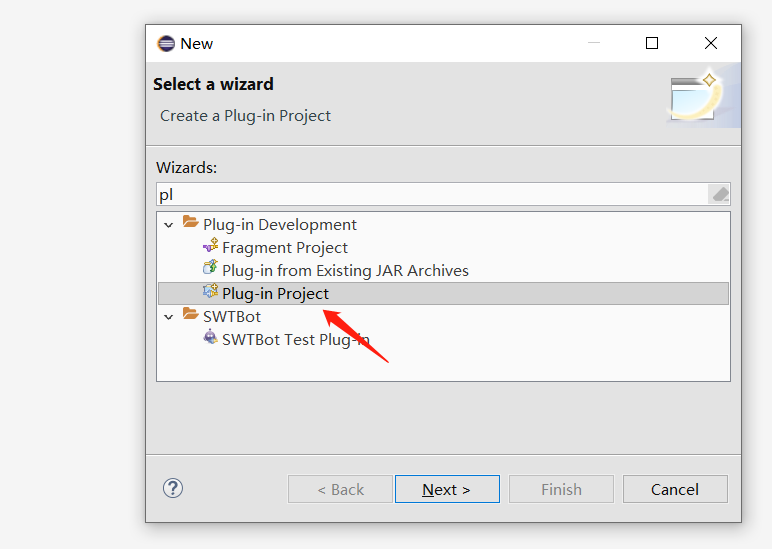 New
Select a wizard
Create a Plug-in Project
Wizards:
pl
Plug-in Development
Fragment Project
Plug-in from Existing JAR Archives
Plug-in Project
SWTBot
SWTBot Test Plug-in
?
< Back
Next >
Finish
Cancel